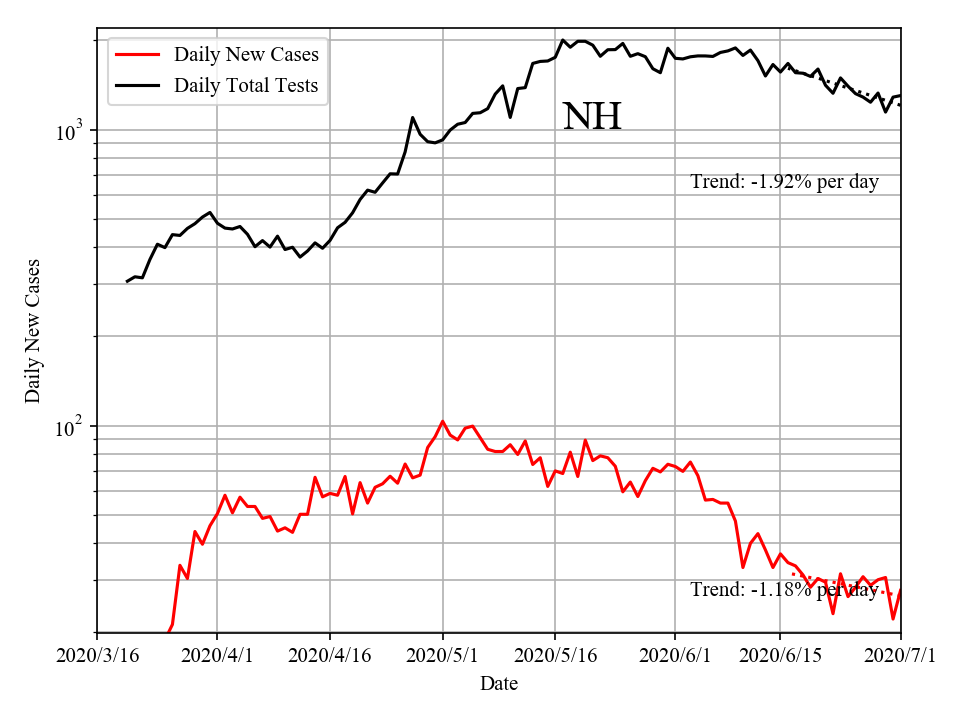 Daily New Cases
Daily Total Tests
NH
10³
Trend: -1.92% per day
Daily New Cases
10²
Trend: -1.18% per day
2020/3/16 2020/4/1 2020/4/16 2020/5/1 2020/5/16 2020/6/1 2020/6/15 2020/7/1
Date